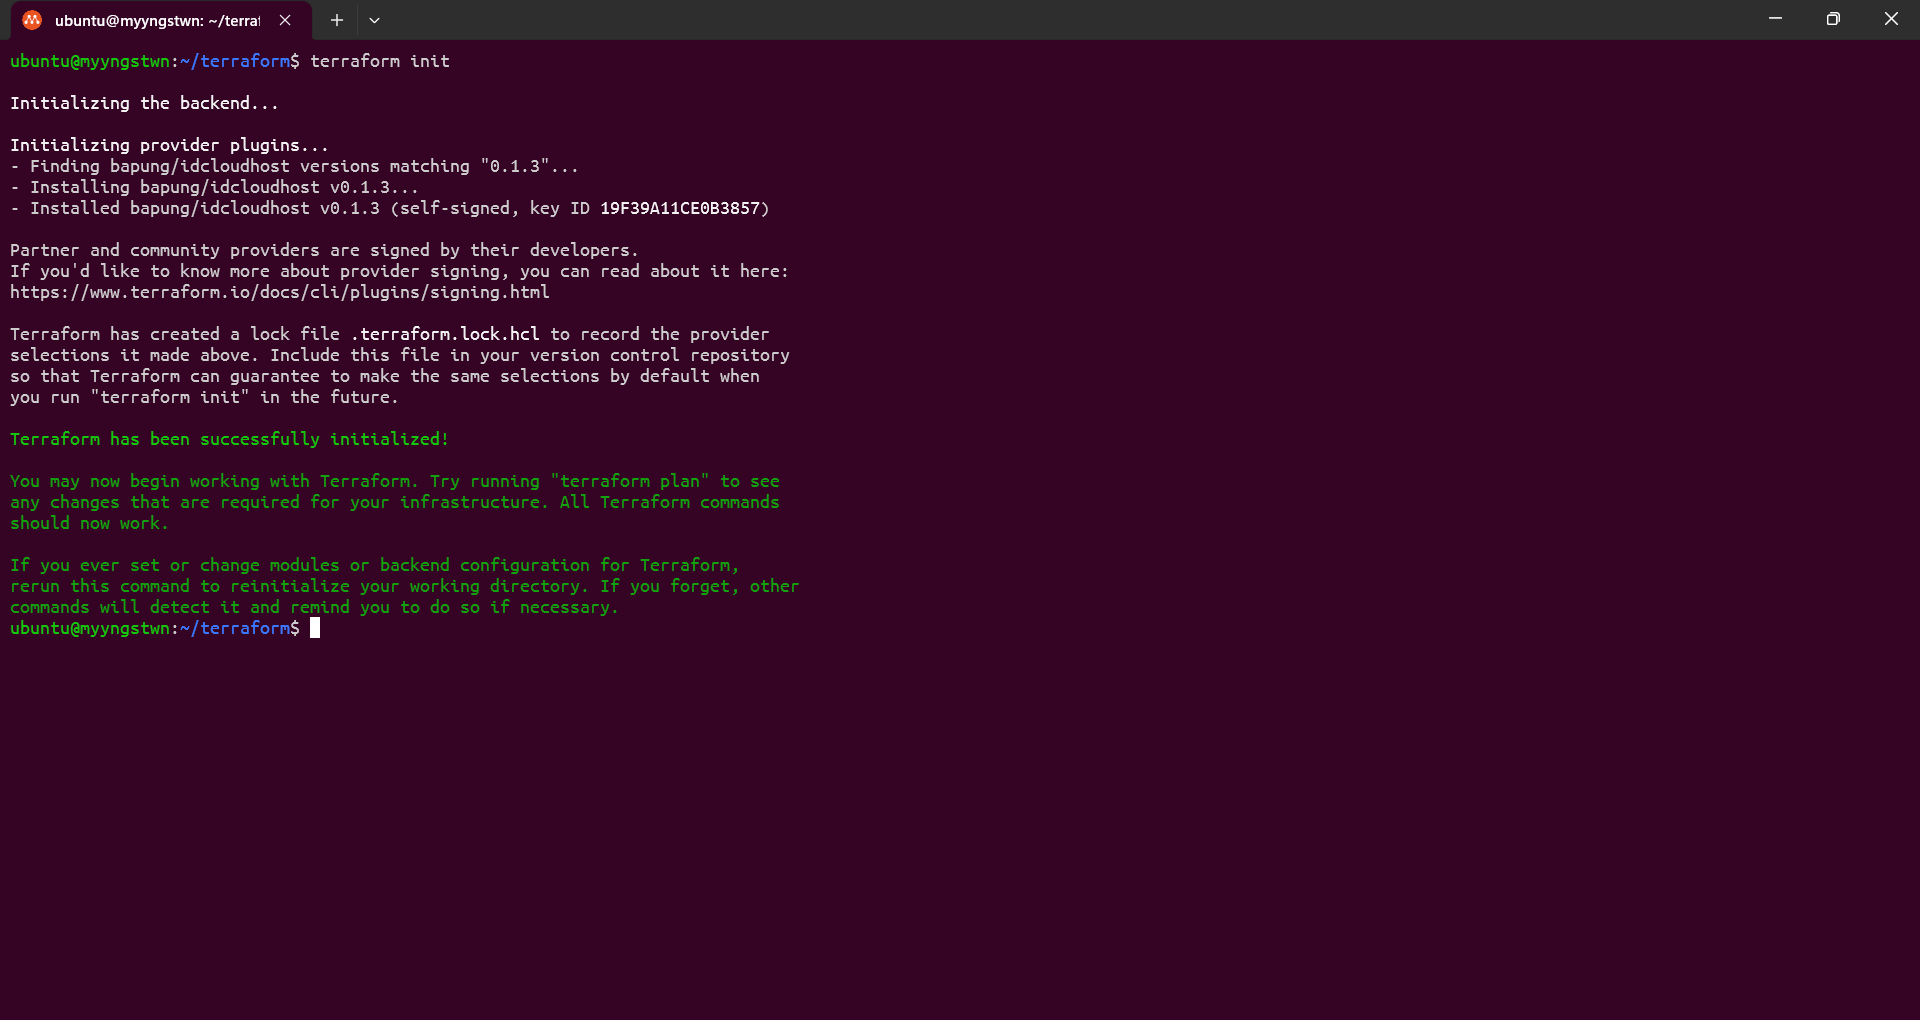 ubuntu@myyngstwn: ~/terraf
ubuntu@myyngstwn:~/terraform$ terraform init
Initializing the backend...
Initializing provider plugins...
- Finding bapung/idcloudhost versions matching "0.1.3"...
- Installing bapung/idcloudhost v0.1.3...
- Installed bapung/idcloudhost v0.1.3 (self-signed, key ID 19F39A11CE0B3857)
Partner and community providers are signed by their developers.
If you'd like to know more about provider signing, you can read about it here:
https://www.terraform.io/docs/cli/plugins/signing.html
Terraform has created a lock file .terraform.lock.hcl to record the provider
selections it made above. Include this file in your version control repository
so that Terraform can guarantee to make the same selections by default when
you run "terraform init" in the future.
Terraform has been successfully initialized!
You may now begin working with Terraform. Try running "terraform plan" to see
any changes that are required for your infrastructure. All Terraform commands
should now work.
If you ever set or change modules or backend configuration for Terraform,
rerun this command to reinitialize your working directory. If you forget, other
commands will detect it and remind you to do so if necessary.
ubuntu@myyngstwn:~/terraform$